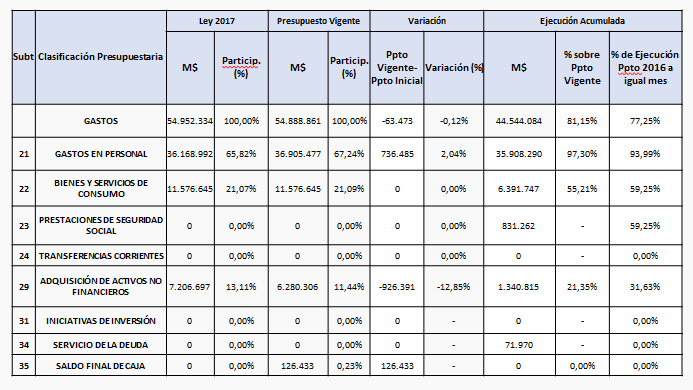 Ley 2017 Presupuesto Vigente Variación Ejecución Acumulada
Subt Clasificación Presupuestaria M$ Particip. (%) M$ Particip. (%) Ppto Vigente- Ppto Inicial Variación (%) M$ % sobre Ppto Vigente % de Ejecución Ppto 2016 a igual mes
GASTOS 54.952.334 100,00% 54.888.861 100,00% -63.473 -0,12% 44.544.084 81,15% 77,25%
21 GASTOS EN PERSONAL 36.168.992 65,82% 36.905.477 67,24% 736.485 2,04% 35.908.290 97,30% 93,99%
22 BIENES Y SERVICIOS DE CONSUMO 11.576.645 21,07% 11.576.645 21,09% 0 0,00% 6.391.747 55,21% 59,25%
23 PRESTACIONES DE SEGURIDAD SOCIAL 0 0,00% 0 0,00% 0 0,00% 831.262 - 59,25%
24 TRANSFERENCIAS CORRIENTES 0 0,00% 0 0,00% 0 0,00% 0 - 0,00%
29 ADQUISICIÓN DE ACTIVOS NO FINANCIEROS 7.206.697 13,11% 6.280.306 11,44% -926.391 -12,85% 1.340.815 21,35% 31,63%
31 INICIATIVAS DE INVERSIÓN 0 0,00% 0 0,00% 0 - 0 - 0,00%
34 SERVICIO DE LA DEUDA 0 0,00% 0 0,00% 0 - 71.970 - 0,00%
35 SALDO FINAL DE CAJA 0 0,00% 126.433 0,23% 126.433 - 0 0,00% 0,00%